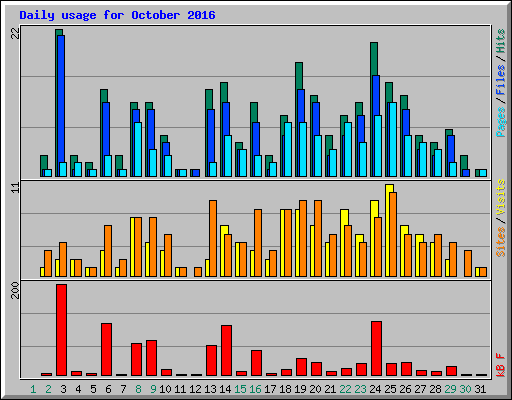 Daily usage for October 2016
22
Pages / Files / Hits
11
Sites / Visits
200
kB F
1 2 3 4 5 6 7 8 9 10 11 12 13 14 15 16 17 18 19 20 21 22 23 24 25 26 27 28 29 30 31